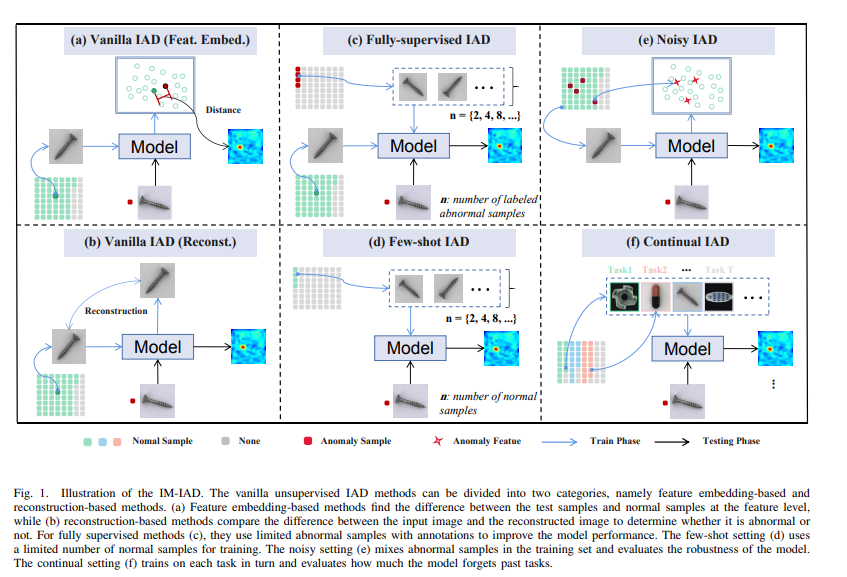 (a) Vanilla IAD (Feat. Embed.)
Distance
Model
(c) Fully-supervised IAD
n = {2, 4, 8, ...}
Model
n: number of labeled
abnormal samples
(e) Noisy IAD
Model
(b) Vanilla IAD (Reconst.)
Reconstruction
Model
(d) Few-shot IAD
n = {2, 4, 8, ...}
Model
n: number of normal
samples
(f) Continual IAD
Task1 Task2 ... Task T
Model
Nomal Sample
None
Anomaly Sample
Anomaly Featue
Train Phase
Testing Phase
Fig. 1. Illustration of the IM-IAD. The vanilla unsupervised IAD methods can be divided into two categories, namely feature embedding-based and
reconstruction-based methods. (a) Feature embedding-based methods find the difference between the test samples and normal samples at the feature level,
while (b) reconstruction-based methods compare the difference between the input image and the reconstructed image to determine whether it is abnormal or
not. For fully supervised methods (c), they use limited abnormal samples with annotations to improve the model performance. The few-shot setting (d) uses
a limited number of normal samples for training. The noisy setting (e) mixes abnormal samples in the training set and evaluates the robustness of the model.
The continual setting (f) trains on each task in turn and evaluates how much the model forgets past tasks.